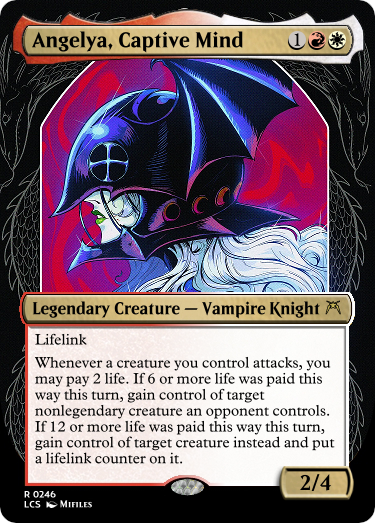 Angelya, Captive Mind 1
Legendary Creature — Vampire Knight
Lifelink
Whenever a creature you control attacks, you
may pay 2 life. If 6 or more life was paid this
way this turn, gain control of target
nonlegendary creature an opponent controls.
If 12 or more life was paid this way this turn,
gain control of target creature instead and put
a lifelink counter on it.
2/4
R 0246
LCS MIFILES